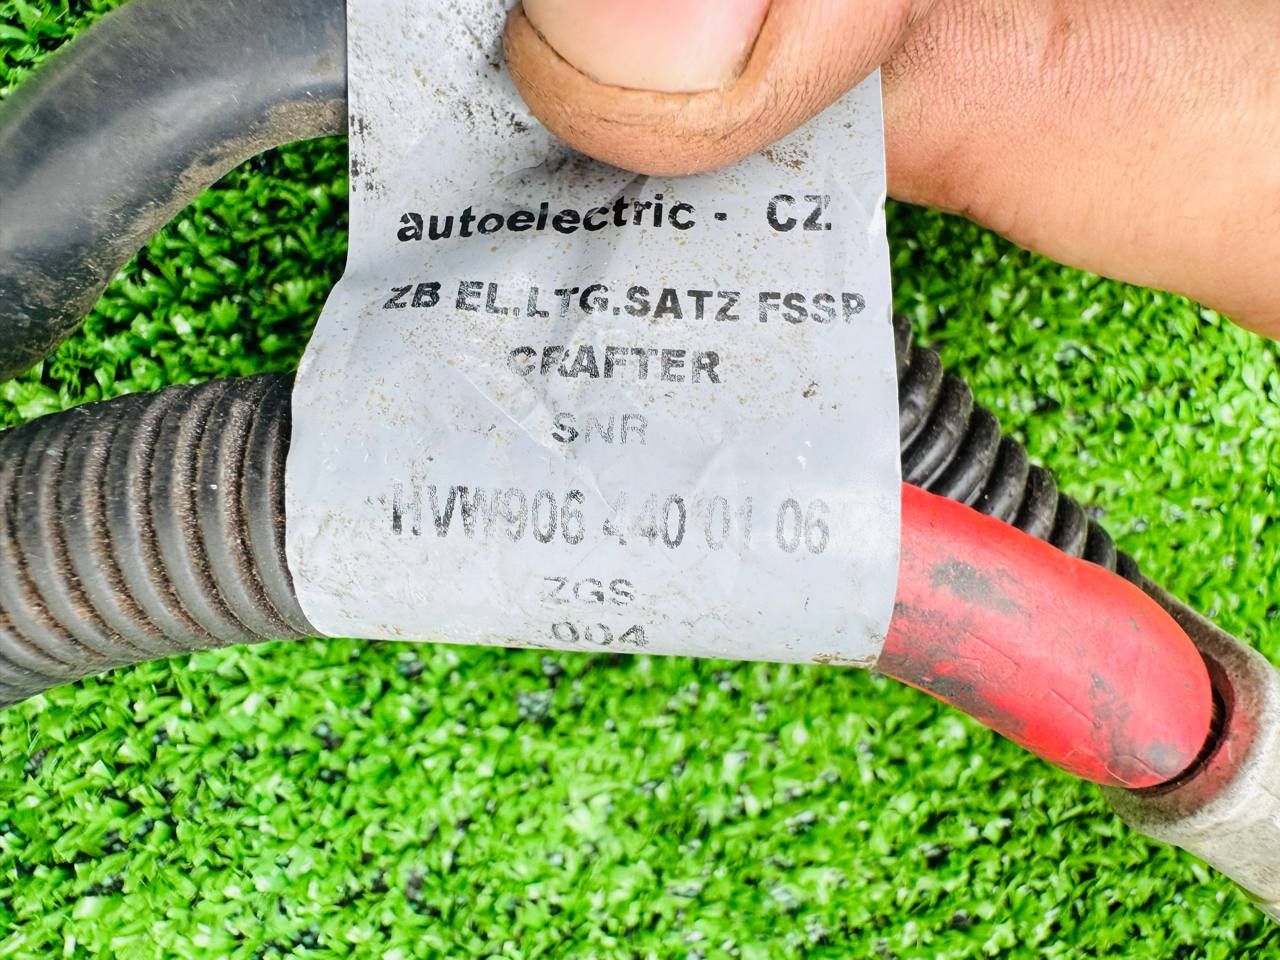 autoelectric - CZ
ZB EL.LTG.SATZ FSSP
CRAFTER
SNR
HVW906 440 01 06
ZGS
004